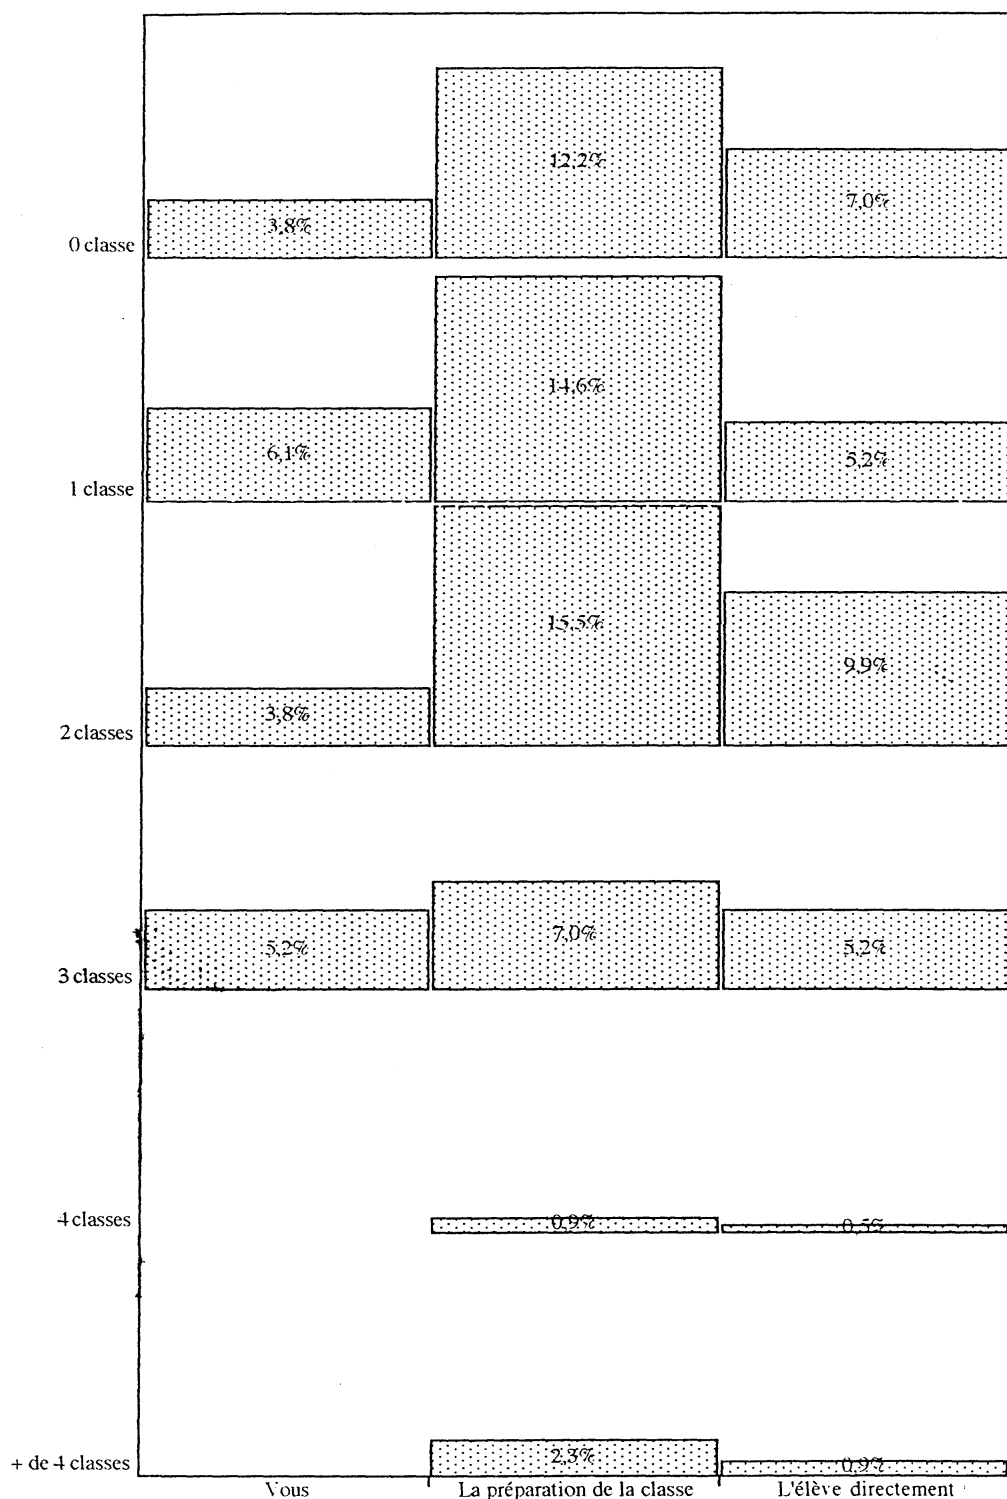 12,2%
7,0%
3,8%
0 classe
14,6%
6,1%
5,2%
1 classe
15,5%
9,9%
3,8%
2 classes
7,0%
5,2%
5,2%
3 classes
4 classes
0,9%
0,5%
+ de 4 classes
2,3%
0,9%
Vous
La préparation de la classe
L'élève directement